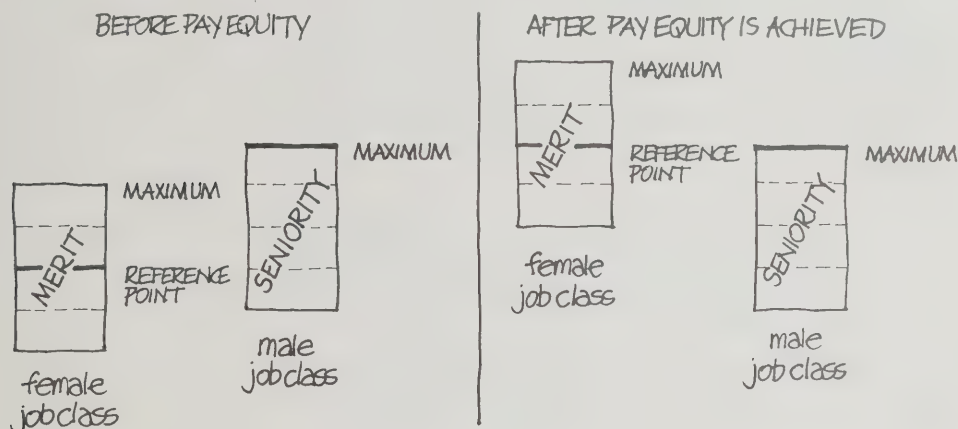 BEFORE PAY EQUITY
MAXIMUM
MERIT
REFERENCE
POINT
female
job class
MAXIMUM
SENIORITY
male
job class
AFTER PAY EQUITY IS ACHIEVED
MAXIMUM
MERIT
REFERENCE
POINT
female
job class
MAXIMUM
SENIORITY
male
job class